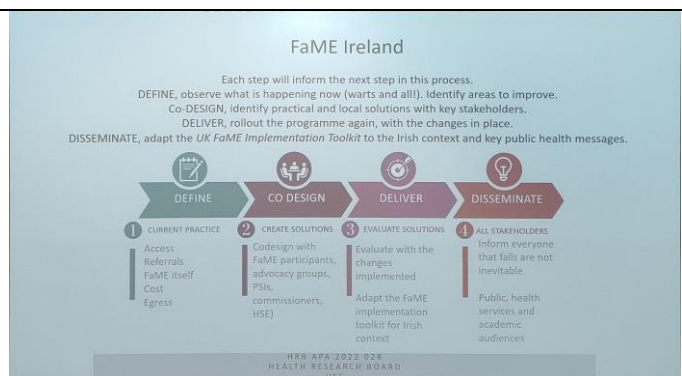 FaME Ireland
Each step will inform the next step in this process.
DEFINE, observe what is happening now (warts and all!). Identify areas to improve.
Co-DESIGN, identify practical and local solutions with key stakeholders.
DELIVER, rollout the programme again, with the changes in place.
DISSEMINATE, adapt the UK FaME Implementation Toolkit to the Irish context and key public health messages.
DEFINE
CO DESIGN
DELIVER
DISSEMINATE
1 CURRENT PRACTICE
Access
Referrals
FaME itself
Cost
Egress
2 CREATE SOLUTIONS
Codesign with
FaME participants,
advocacy groups,
PSIs,
commissioners,
HSE)
3 EVALUATE SOLUTIONS
Evaluate with the
changes
implemented
Adapt the FaME
implementation
toolkit for Irish
context
4 ALL STAKEHOLDERS
Inform everyone
that falls are not
inevitable
Public, health
services and
academic
audiences
HRB APA 2022 028
HEALTH RESEARCH BOARD